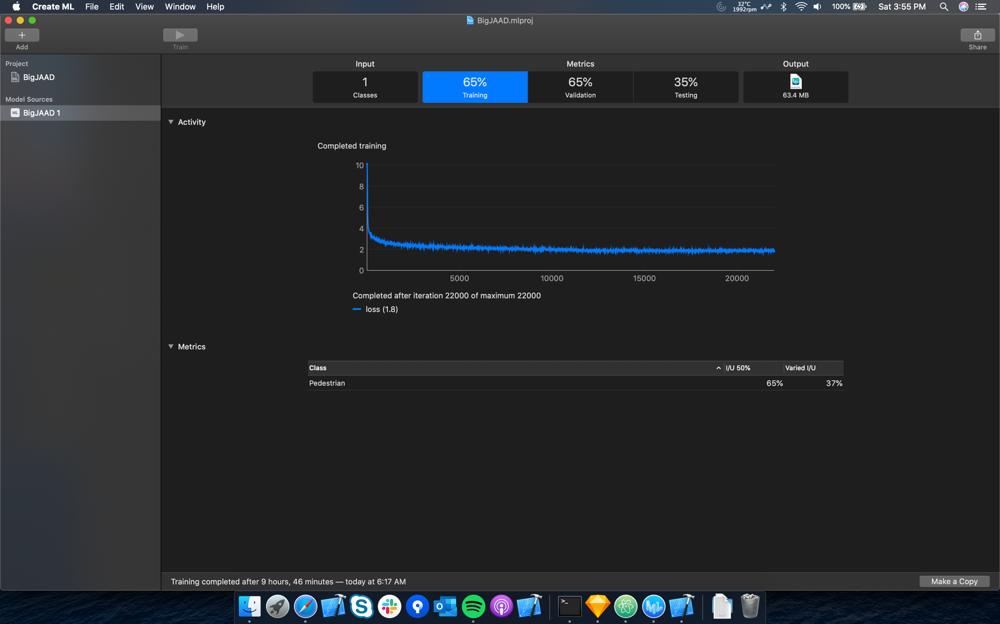 Create ML File Edit View Window Help 32°C 1992rpm 100% Sat 3:55 PM
BigJAAD.mlproj
Add Train Share
Project
BigJAAD
Model Sources
ML BigJAAD 1
Input Metrics Output
1 65% 65% 35%
Classes Training Validation Testing 63.4 MB
Activity
Completed training
10
8
6
4
2
0
5000 10000 15000 20000
Completed after iteration 22000 of maximum 22000
loss (1.8)
Metrics
Class I/U 50% Varied I/U
Pedestrian 65% 37%
Training completed after 9 hours, 46 minutes — today at 6:17 AM
Make a Copy
TXT